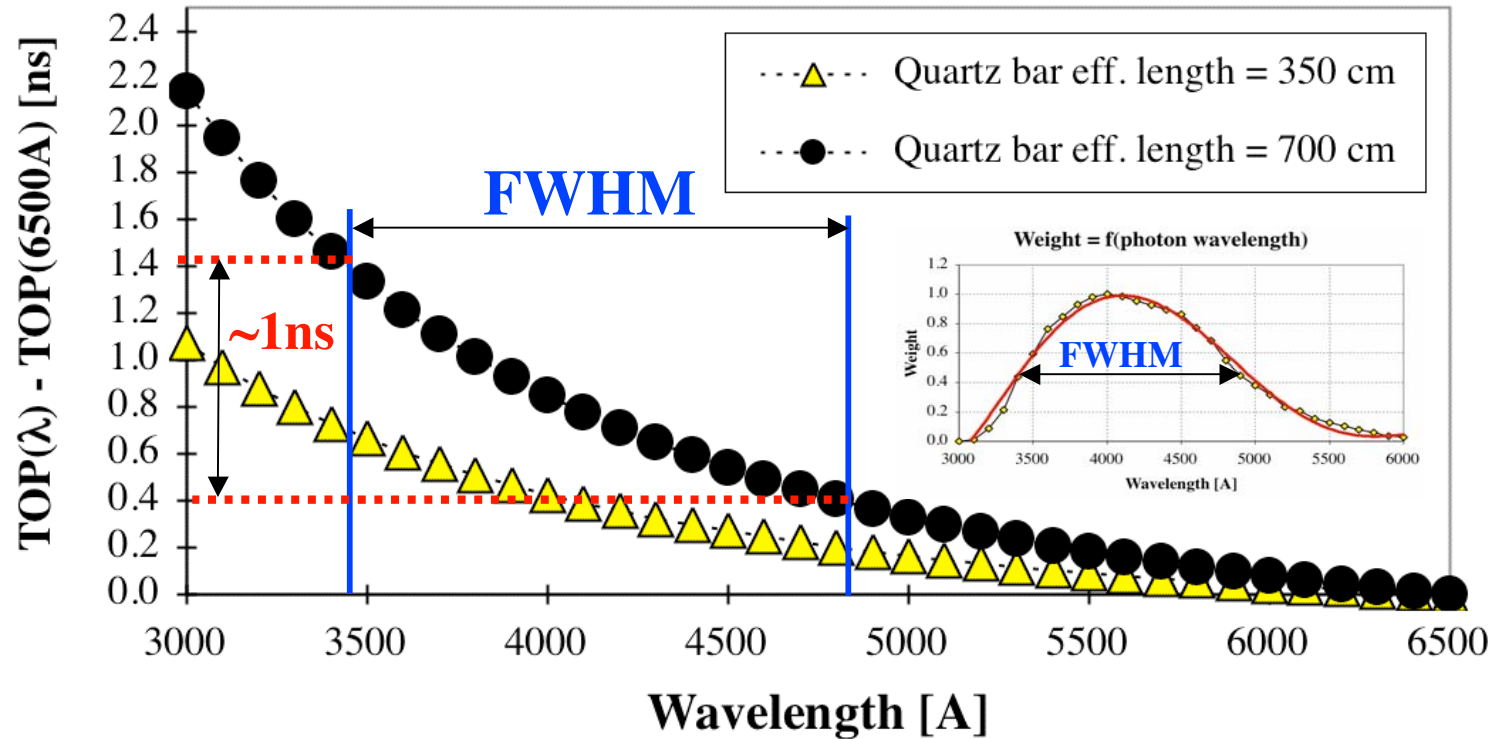 TOP(λ) - TOP(6500A) [ns]
2.4
2.2
2.0
1.8
1.6
1.4
1.2
1.0
0.8
0.6
0.4
0.2
0.0
3000 3500 4000 4500 5000 5500 6000 6500
Wavelength [A]
Quartz bar eff. length = 350 cm
Quartz bar eff. length = 700 cm
FWHM
~1ns
Weight = f(photon wavelength)
Weight
1.2
1.0
0.8
0.6
0.4
0.2
0.0
FWHM
3000 3500 4000 4500 5000 5500 6000
Wavelength [A]